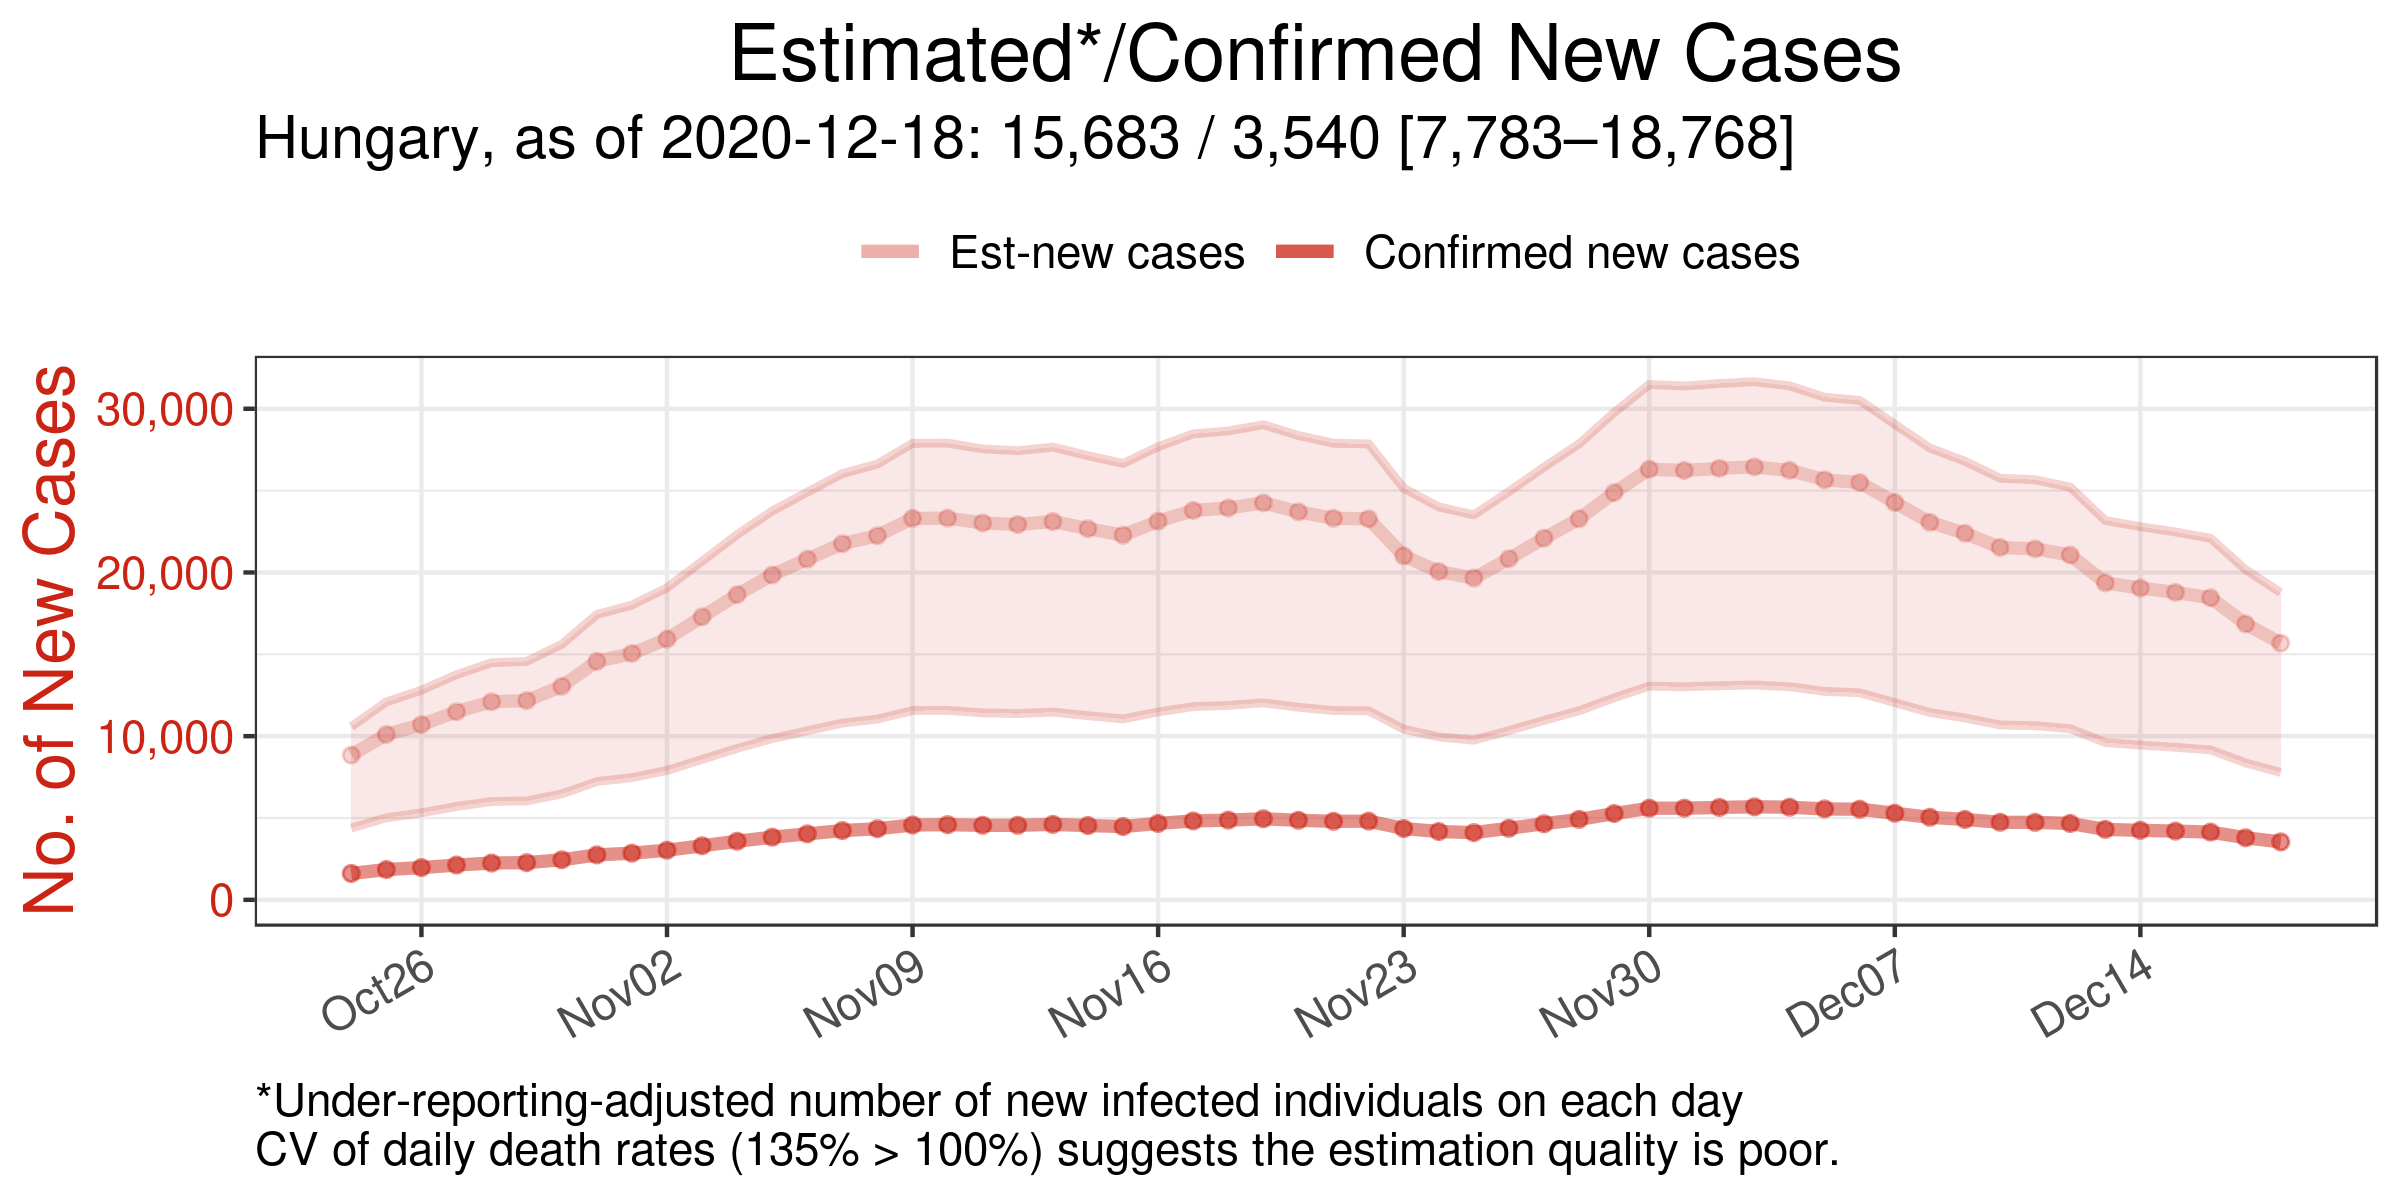 Estimated*/Confirmed New Cases
Hungary, as of 2020-12-18: 15,683 / 3,540 [7,783–18,768]
Est-new cases
Confirmed new cases
No. of New Cases
30,000
20,000
10,000
0
Oct26
Nov02
Nov09
Nov16
Nov23
Nov30
Dec07
Dec14
*Under-reporting-adjusted number of new infected individuals on each day
CV of daily death rates (135% > 100%) suggests the estimation quality is poor.